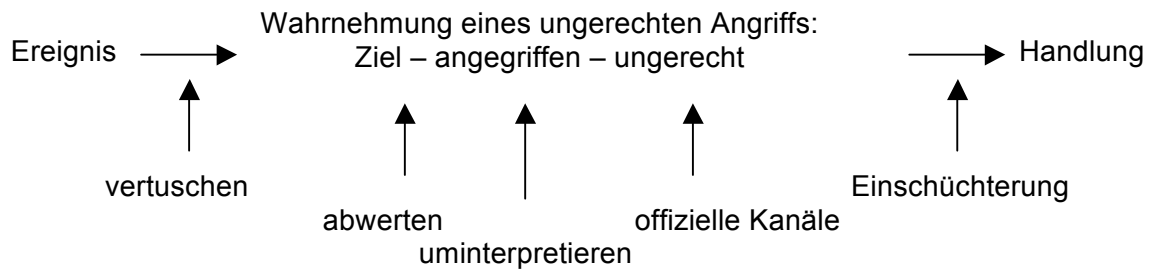 Wahrnehmung eines ungerechten Angriffs:
Ereignis
Ziel – angegriffen – ungerecht
Handlung
vertuschen
Einschüchterung
abwerten
offizielle Kanäle
uminterpretieren